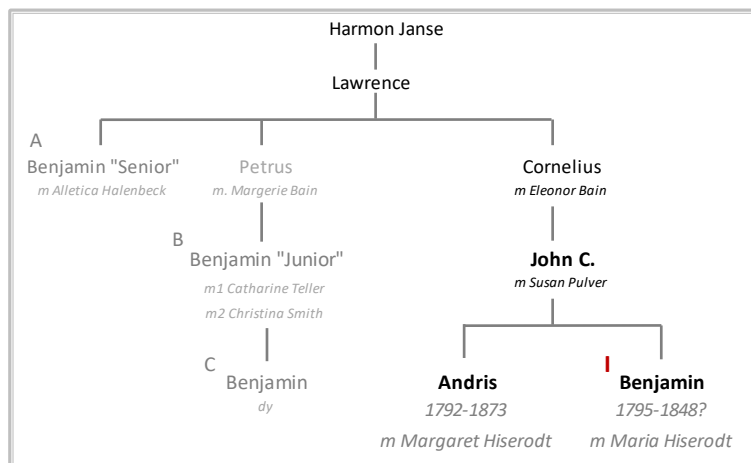 Harmon Janse
Lawrence
A
Benjamin "Senior"
m Alletica Halenbeck
Petrus
m. Margerie Bain
Cornelius
m Eleonor Bain
B
Benjamin "Junior"
m1 Catharine Teller
m2 Christina Smith
John C.
m Susan Pulver
C
Benjamin
dy
Andris
1792-1873
m Margaret Hiserodt
I
Benjamin
1795-1848?
m Maria Hiserodt